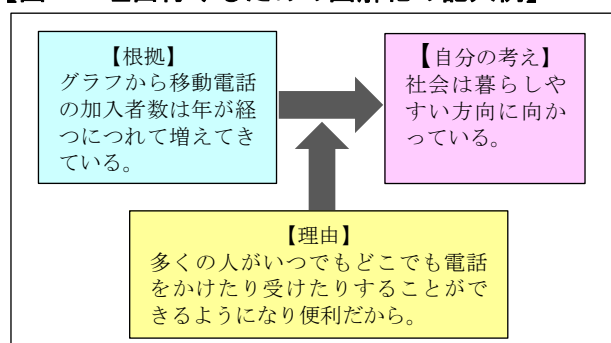 【根拠】
グラフから移動電話
の加入者数は年が経
つにつれて増えてき
ている。
【自分の考え】
社会は暮らしや
すい方向に向か
っている。
【理由】
多くの人がいつでもどこでも電話
をかけたり受けたりすることがで
きるようになり便利だから。